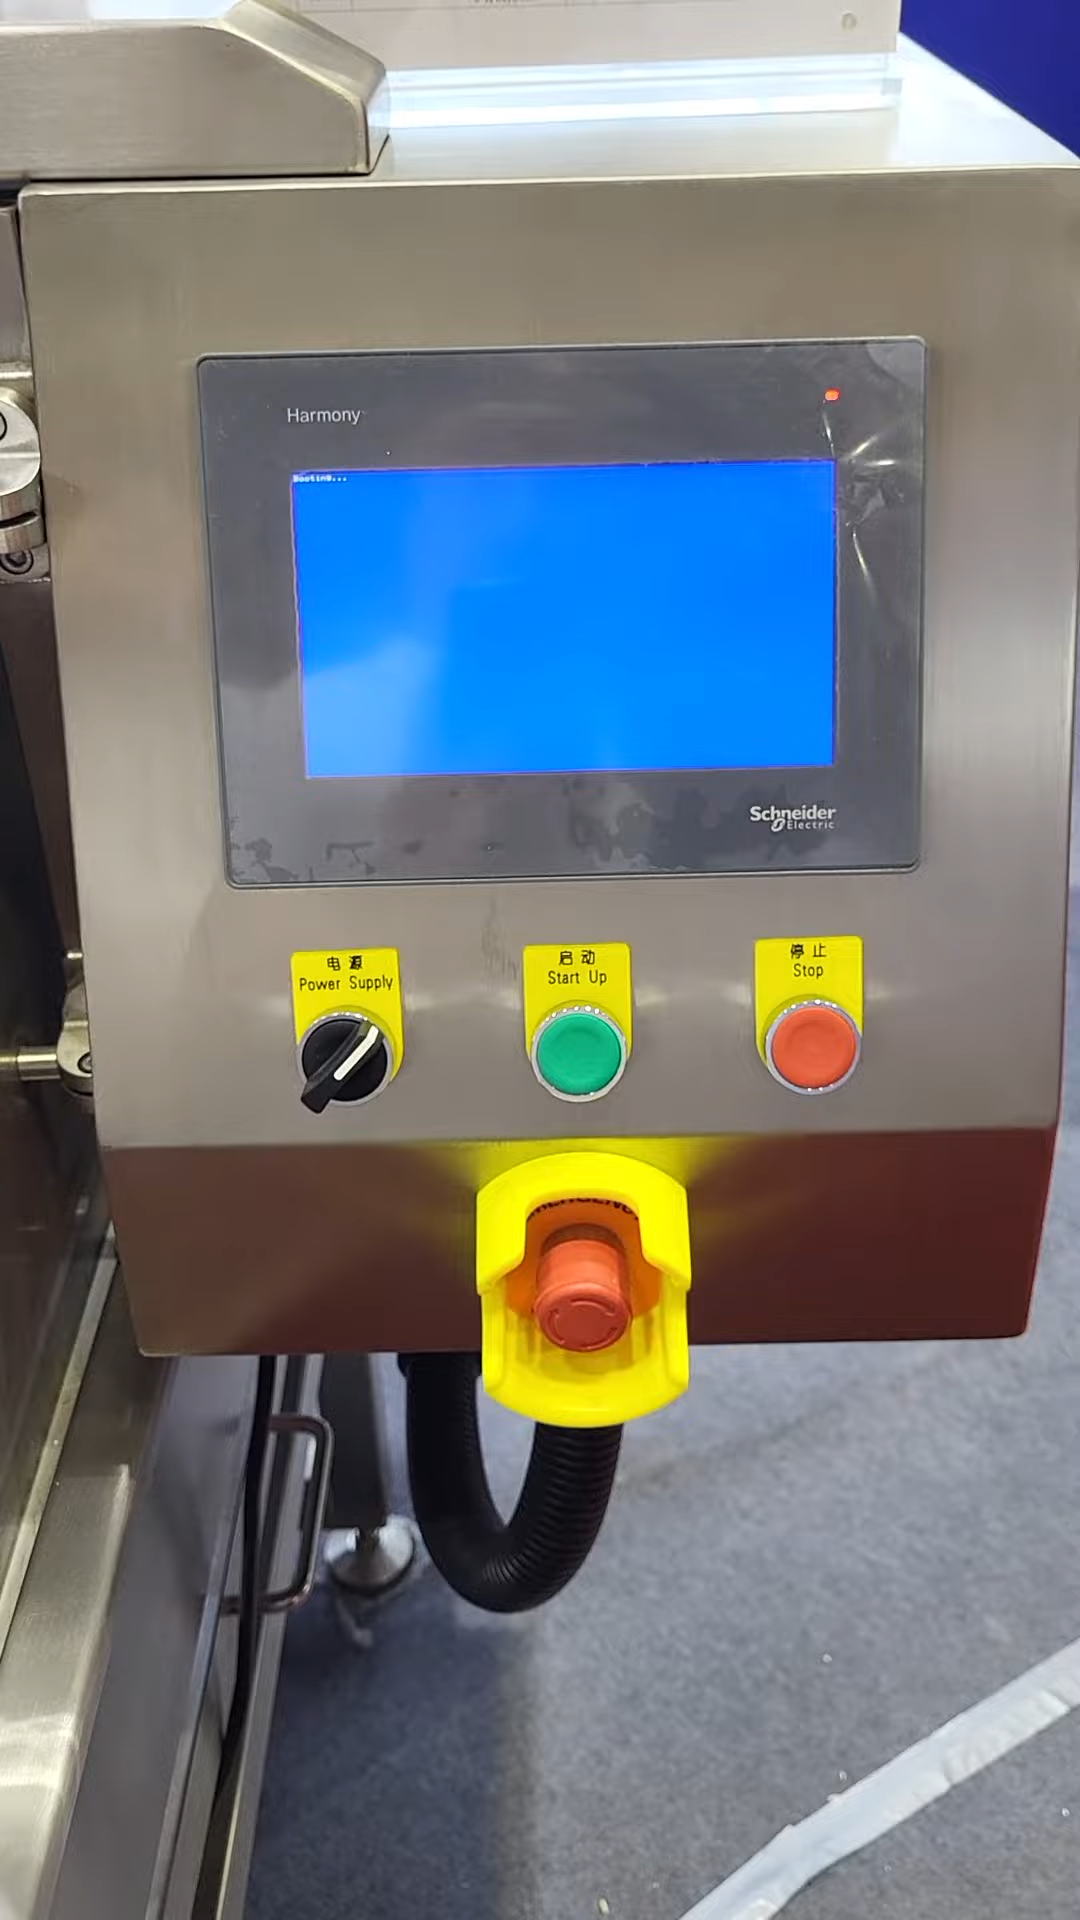 Harmony
Booting...
Schneider
Electric
电源
Power Supply
启动
Start Up
停止
Stop